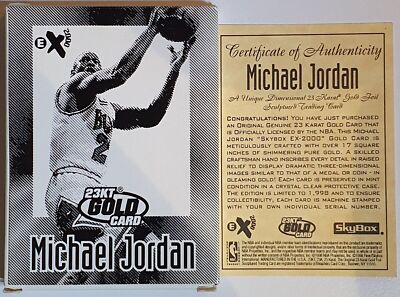 E X 2000
2
23KT
GOLD
CARD
Michael Jordan
Certificate of Authenticity
Michael Jordan
A Unique Dimensional 23 Karat Gold Foil
Sculptured Trading Card
CONGRATULATIONS! YOU HAVE JUST PURCHASED
AN ORIGINAL GENUINE 23 KARAT GOLD CARD THAT
IS OFFICIALLY LICENSED BY THE NBA. THIS MICHAEL
JORDAN "SKYBOX EX-2000" GOLD CARD IS
METICULOUSLY CRAFTED WITH OVER 17 SQUARE
INCHES OF SHIMMERING PURE GOLD. A SKILLED
CRAFTSMAN HAND INSCRIBES EVERY DETAIL IN RAISED
RELIEF TO DISPLAY DRAMATIC THREE-DIMENSIONAL
IMAGES SIMILAR TO THAT OF A MEDAL OR COIN - IN
GLEAMING GOLD! EACH CARD IS PRESERVED IN MINT
CONDITION IN A CRYSTAL CLEAR PROTECTIVE CASE.
THE EDITION IS LIMITED TO 1,998 AND TO ENSURE
COLLECTIBILITY, EACH CARD IS MACHINE STAMPED
WITH YOUR OWN INDIVIDUAL SERIAL NUMBER.
E X 2000
23KT
GOLD
CARD
SKYBOX